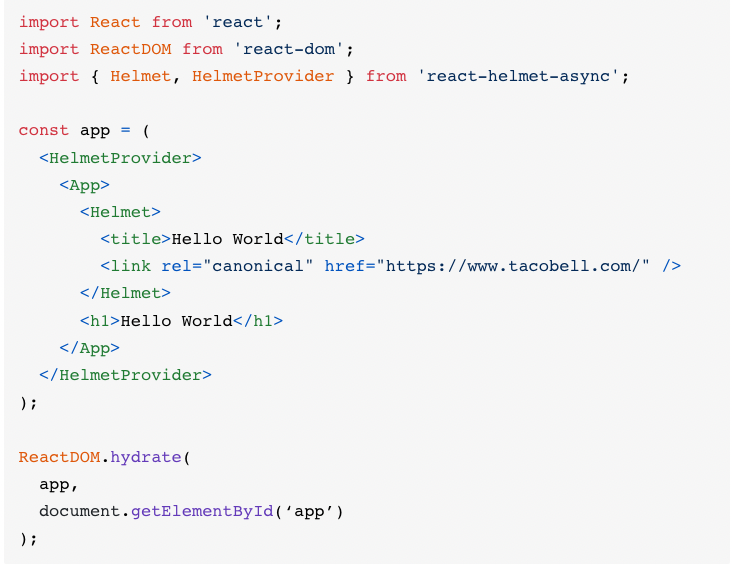 import React from 'react';
import ReactDOM from 'react-dom';
import { Helmet, HelmetProvider } from 'react-helmet-async';

const app = (
  <HelmetProvider>
    <App>
      <Helmet>
        <title>Hello World</title>
        <link rel="canonical" href="https://www.tacobell.com/" />
      </Helmet>
      <h1>Hello World</h1>
    </App>
  </HelmetProvider>
);

ReactDOM.hydrate(
  app,
  document.getElementById(‘app’)
);